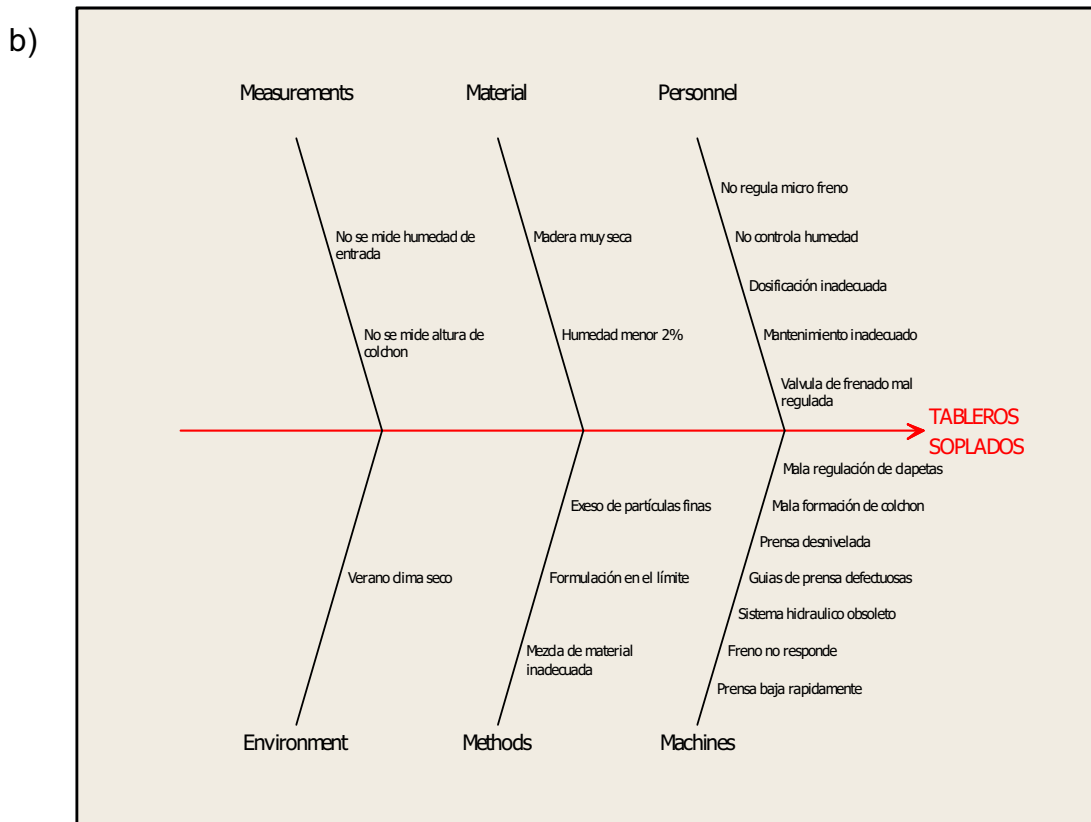 b)
Measurements
Material
Personnel
No regula micro freno
No se mide humedad de
entrada
Madera muy seca
No controla humedad
Dosificación inadecuada
No se mide altura de
colchon
Humedad menor 2%
Mantenimiento inadecuado
Valvula de frenado mal
regulada
TABLEROS
SOPLADOS
Mala regulación de clapetas
Exeso de partículas finas
Mala formación de colchon
Prensa desnivelada
Verano clima seco
Formulación en el límite
Guias de prensa defectuosas
Sistema hidraulico obsoleto
Mezcla de material
inadecuada
Freno no responde
Prensa baja rapidamente
Environment
Methods
Machines